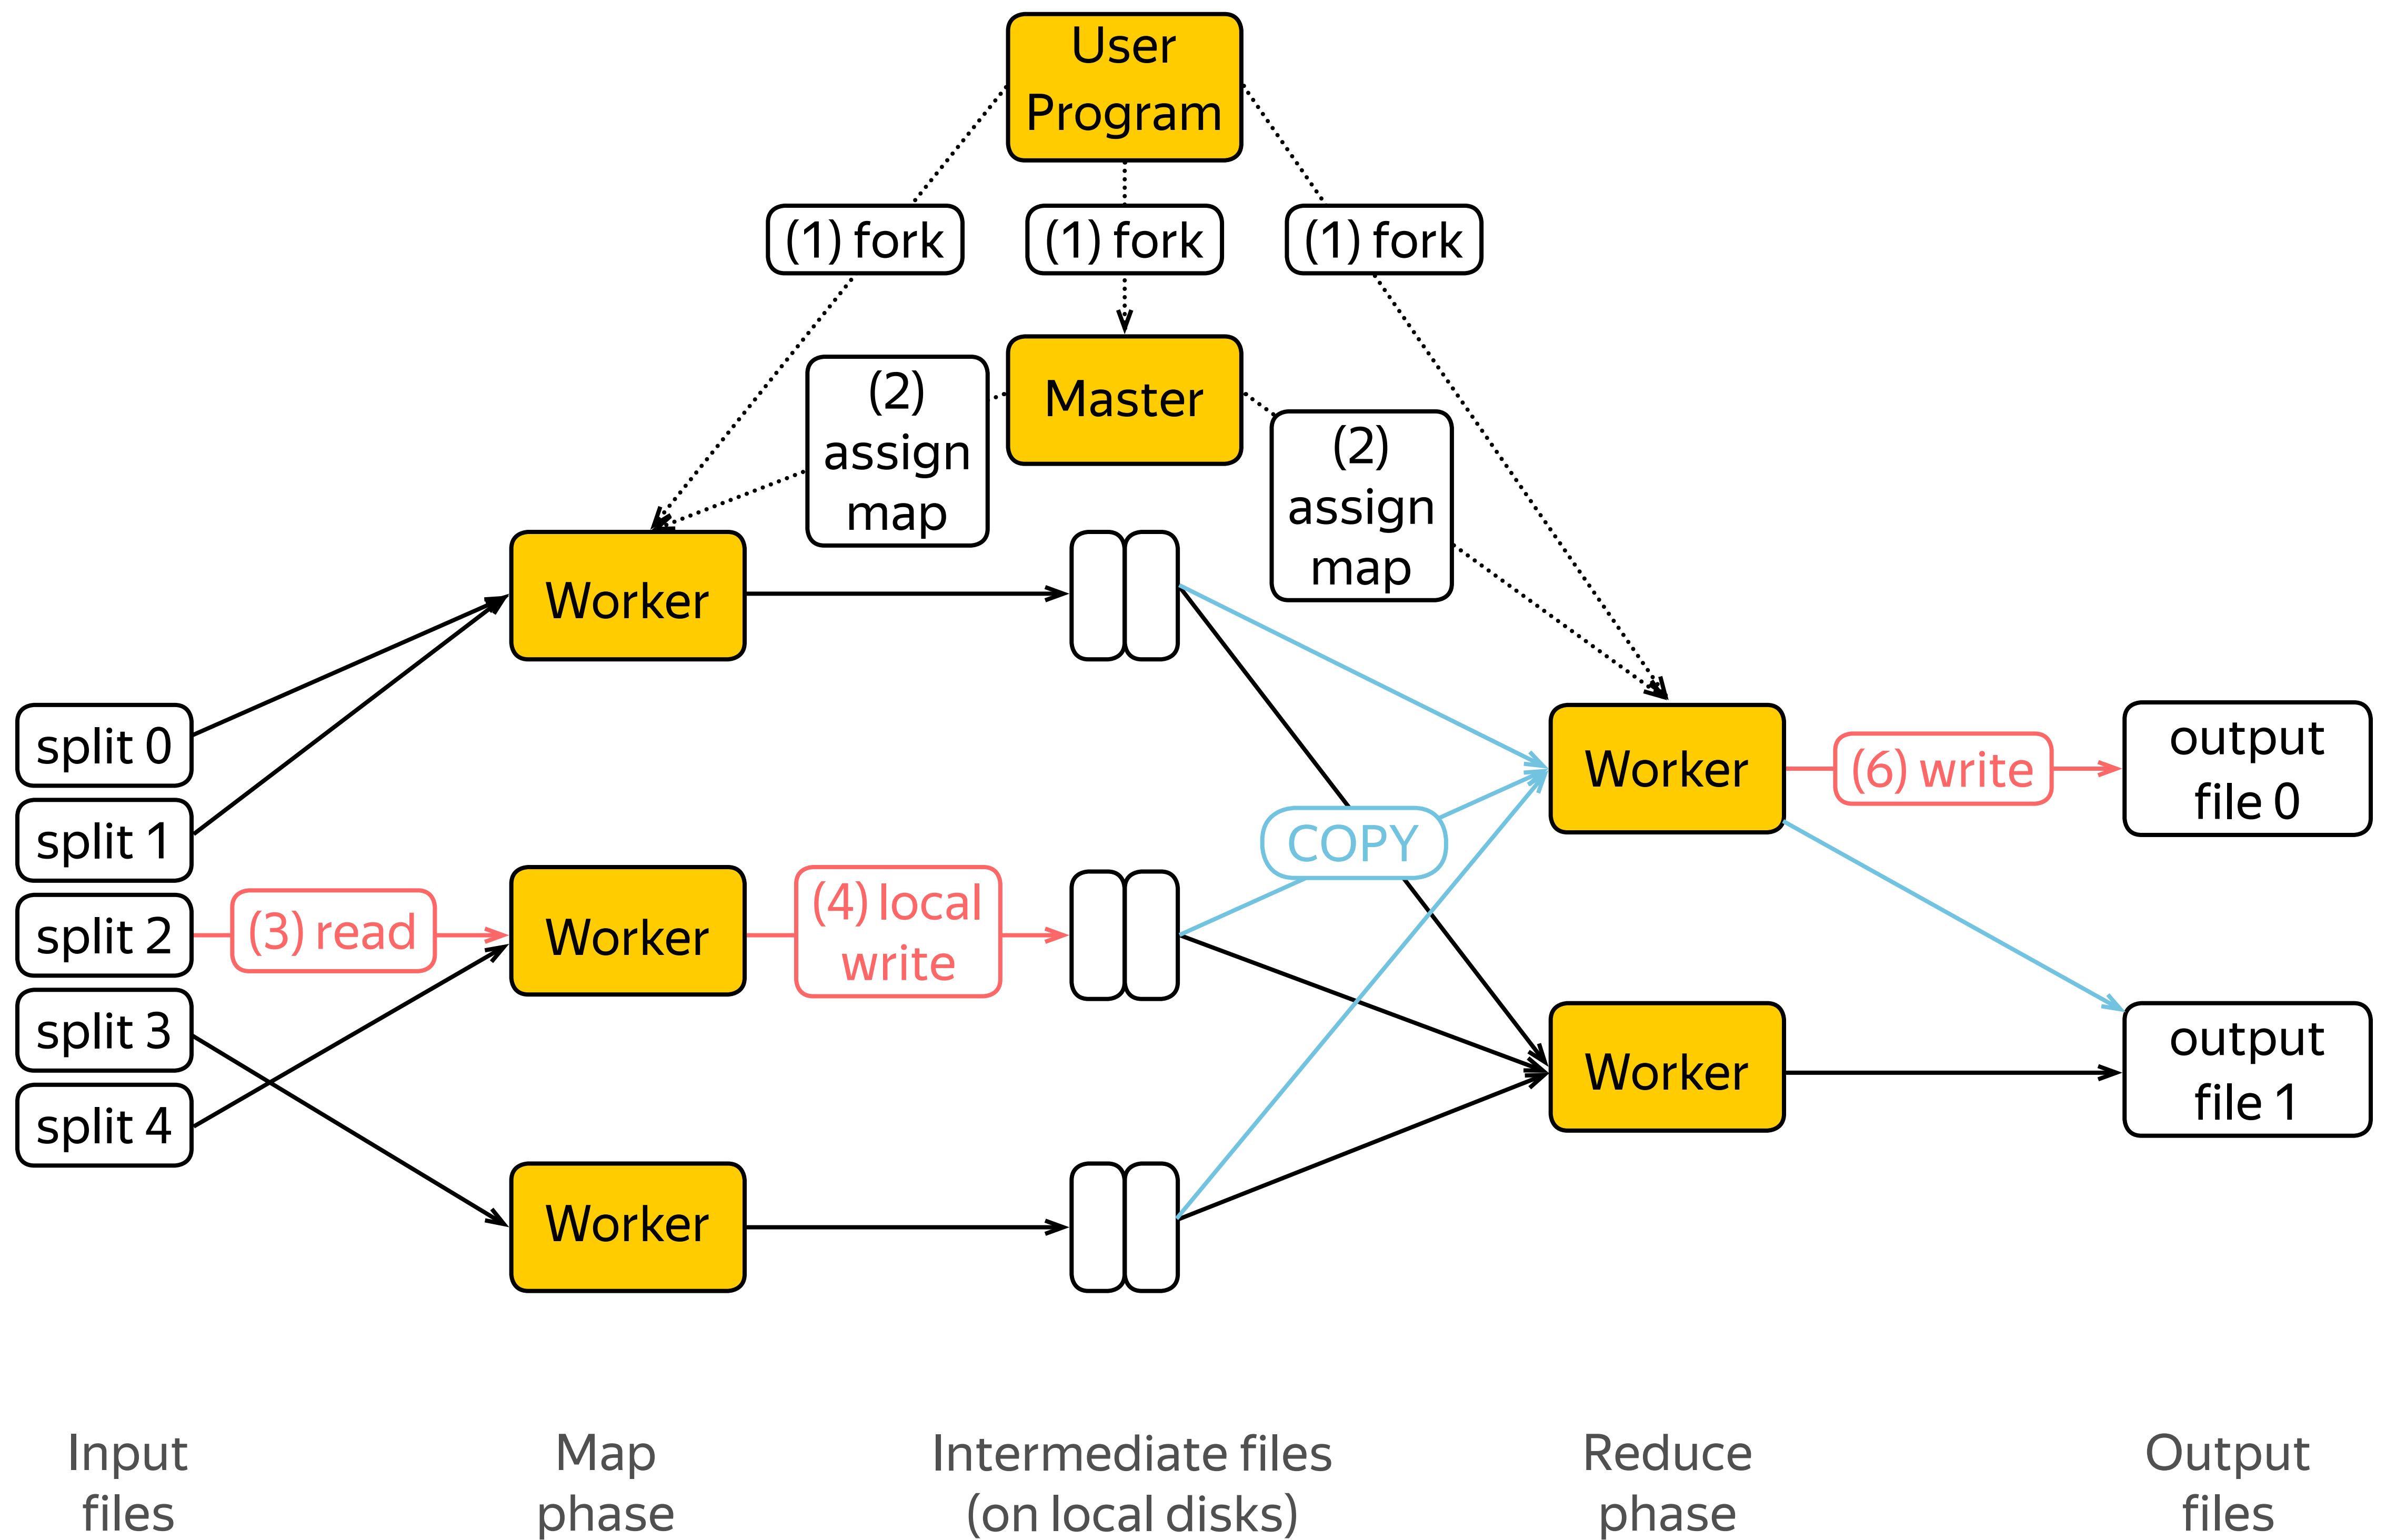 User
Program
(1) fork
(1) fork
(1) fork
(2)
assign
map
Master
(2)
assign
map
Worker
split 0
split 1
split 2
split 3
split 4
(3) read
Worker
(4) local
write
Worker
COPY
Worker
(6) write
output
file 0
Worker
output
file 1
Input
files
Map
phase
Intermediate files
(on local disks)
Reduce
phase
Output
files